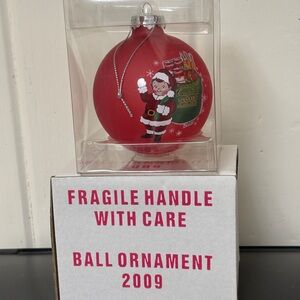 FRAGILE HANDLE
WITH CARE
BALL ORNAMENT
2009